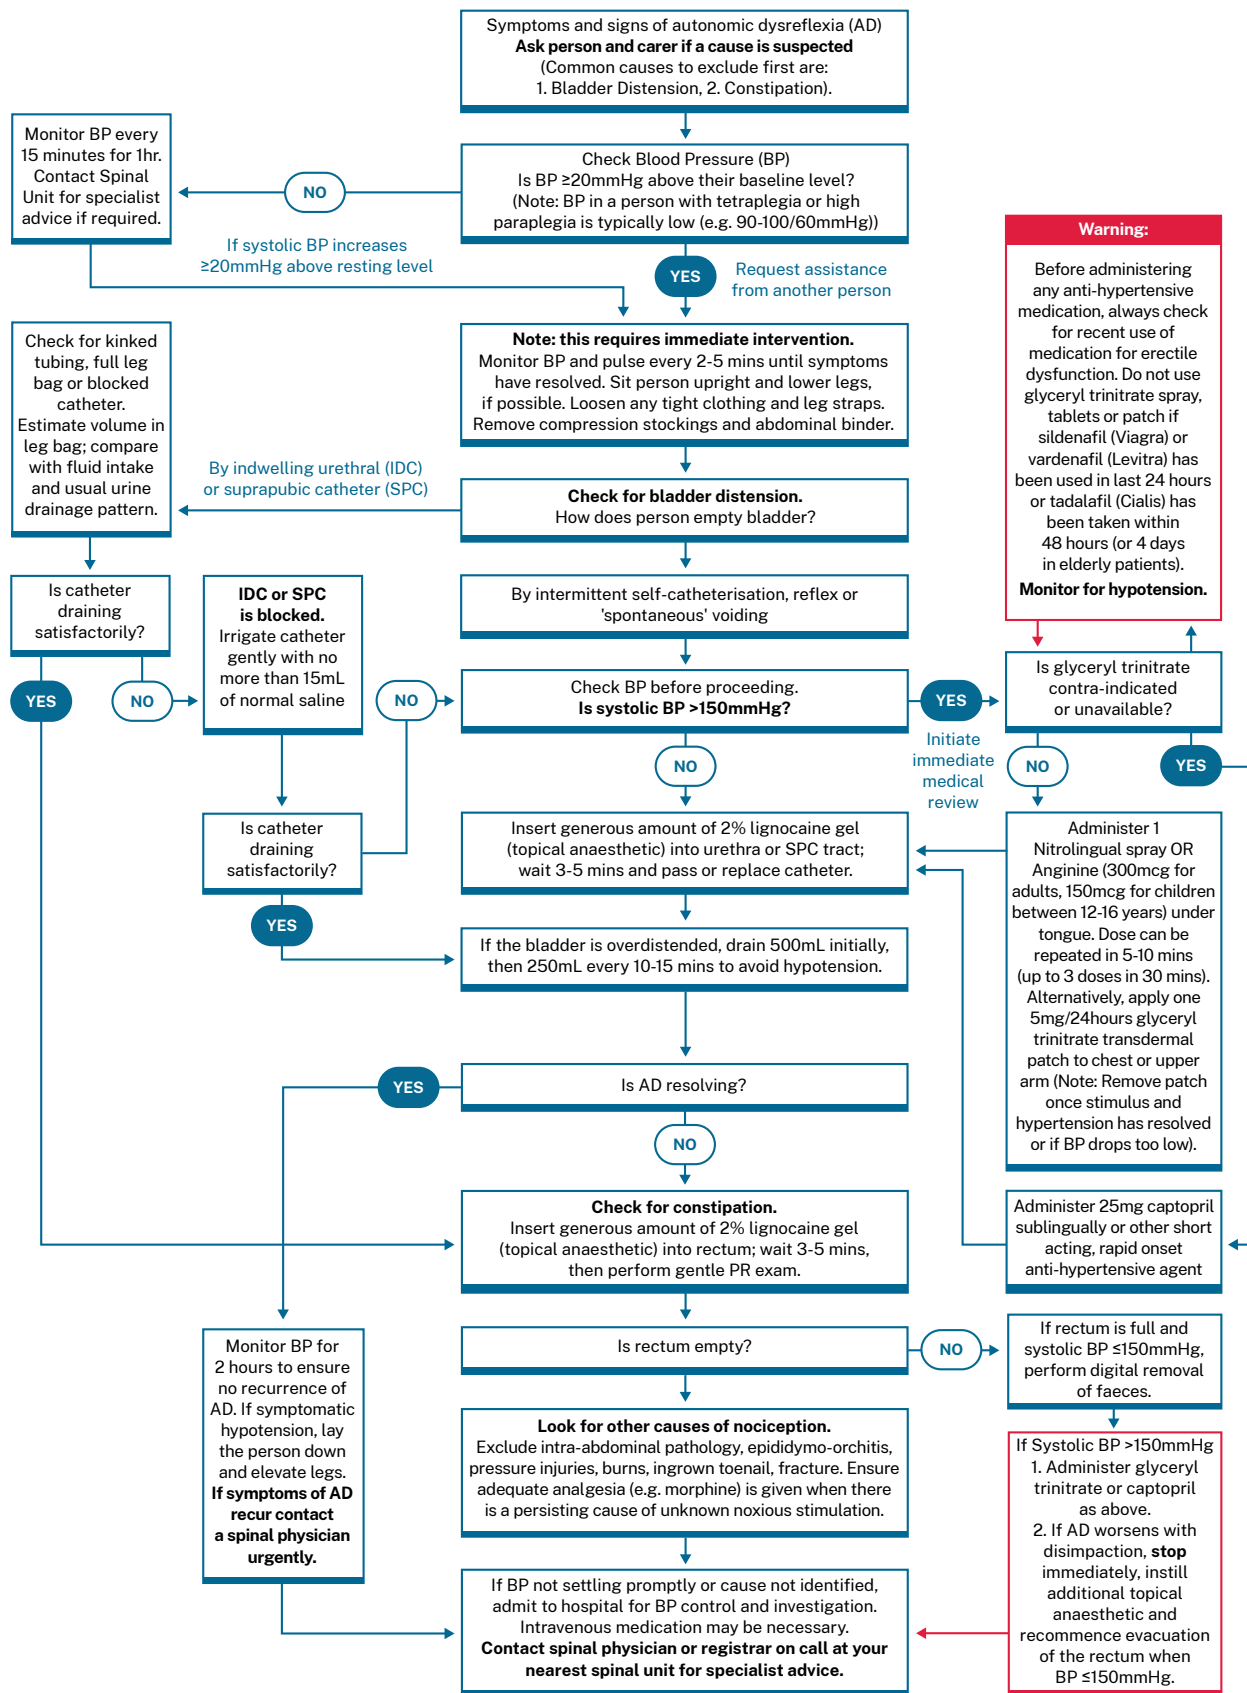 Symptoms and signs of autonomic dysreflexia (AD)
Ask person and carer if a cause is suspected
(Common causes to exclude first are:
1. Bladder Distension, 2. Constipation).
Monitor BP every
15 minutes for 1hr.
Contact Spinal
Unit for specialist
advice if required.
NO
Check Blood Pressure (BP)
Is BP ≥20mmHg above their baseline level?
(Note: BP in a person with tetraplegia or high
paraplegia is typically low (e.g. 90-100/60mmHg))
If systolic BP increases
≥20mmHg above resting level
YES
Request assistance
from another person
Warning:
Before administering
any anti-hypertensive
medication, always check
for recent use of
medication for erectile
dysfunction. Do not use
glyceryl trinitrate spray,
tablets or patch if
sildenafil (Viagra) or
vardenafil (Levitra) has
been used in last 24 hours
or tadalafil (Cialis) has
been taken within
48 hours (or 4 days
in elderly patients).
Monitor for hypotension.
Note: this requires immediate intervention.
Monitor BP and pulse every 2-5 mins until symptoms
have resolved. Sit person upright and lower legs,
if possible. Loosen any tight clothing and leg straps.
Remove compression stockings and abdominal binder.
Check for kinked
tubing, full leg
bag or blocked
catheter.
Estimate volume in
leg bag; compare
with fluid intake
and usual urine
drainage pattern.
By indwelling urethral (IDC)
or suprapubic catheter (SPC)
Check for bladder distension.
How does person empty bladder?
Is catheter
draining
satisfactorily?
YES
NO
IDC or SPC
is blocked.
Irrigate catheter
gently with no
more than 15mL
of normal saline
By intermittent self-catheterisation, reflex or
'spontaneous' voiding
NO
Check BP before proceeding.
Is systolic BP >150mmHg?
YES
Initiate
immediate
medical
review
Is glyceryl trinitrate
contra-indicated
or unavailable?
NO
NO
YES
Is catheter
draining
satisfactorily?
YES
Insert generous amount of 2% lignocaine gel
(topical anaesthetic) into urethra or SPC tract;
wait 3-5 mins and pass or replace catheter.
Administer 1
Nitrolingual spray OR
Anginine (300mcg for
adults, 150mcg for children
between 12-16 years) under
tongue. Dose can be
repeated in 5-10 mins
(up to 3 doses in 30 mins).
Alternatively, apply one
5mg/24hours glyceryl
trinitrate transdermal
patch to chest or upper
arm (Note: Remove patch
once stimulus and
hypertension has resolved
or if BP drops too low).
If the bladder is overdistended, drain 500mL initially,
then 250mL every 10-15 mins to avoid hypotension.
YES
Is AD resolving?
NO
Check for constipation.
Insert generous amount of 2% lignocaine gel
(topical anaesthetic) into rectum; wait 3-5 mins,
then perform gentle PR exam.
Administer 25mg captopril
sublingually or other short
acting, rapid onset
anti-hypertensive agent
Is rectum empty?
NO
If rectum is full and
systolic BP ≤150mmHg,
perform digital removal
of faeces.
Monitor BP for
2 hours to ensure
no recurrence of
AD. If symptomatic
hypotension, lay
the person down
and elevate legs.
If symptoms of AD
recur contact
a spinal physician
urgently.
Look for other causes of nociception.
Exclude intra-abdominal pathology, epididymo-orchitis,
pressure injuries, burns, ingrown toenail, fracture. Ensure
adequate analgesia (e.g. morphine) is given when there
is a persisting cause of unknown noxious stimulation.
If Systolic BP >150mmHg
1. Administer glyceryl
trinitrate or captopril
as above.
2. If AD worsens with
disimpaction, stop
immediately, instill
additional topical
anaesthetic and
recommence evacuation
of the rectum when
BP ≤150mmHg.
If BP not settling promptly or cause not identified,
admit to hospital for BP control and investigation.
Intravenous medication may be necessary.
Contact spinal physician or registrar on call at your
nearest spinal unit for specialist advice.